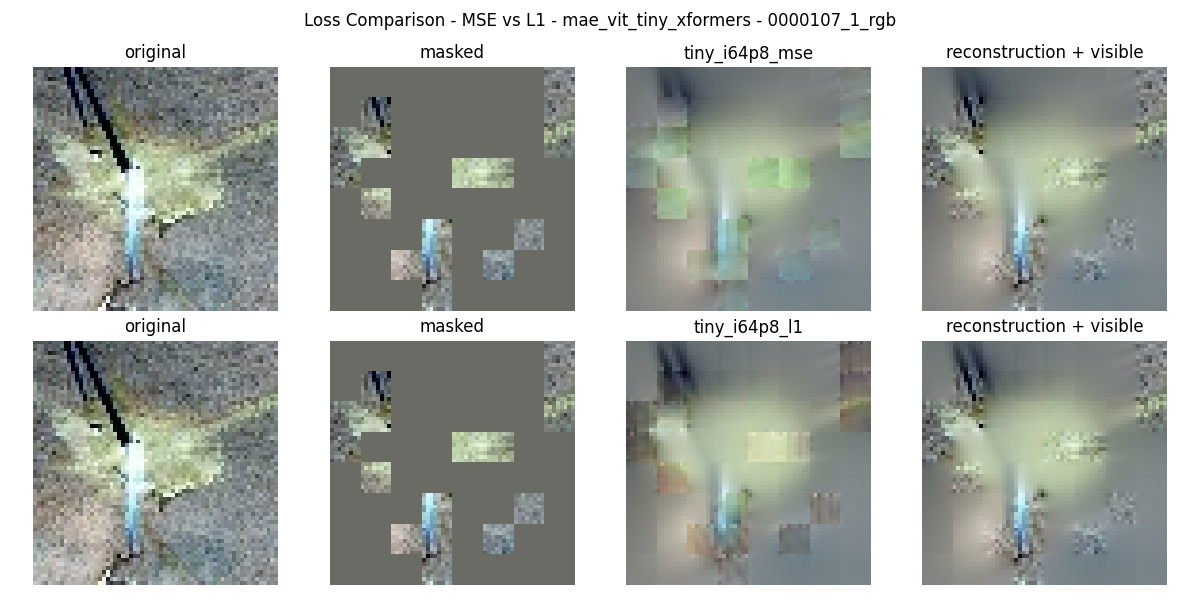 Loss Comparison - MSE vs L1 - mae_vit_tiny_xformers - 0000107_1_rgb
original masked tiny_i64p8_mse reconstruction + visible
original masked tiny_i64p8_l1 reconstruction + visible